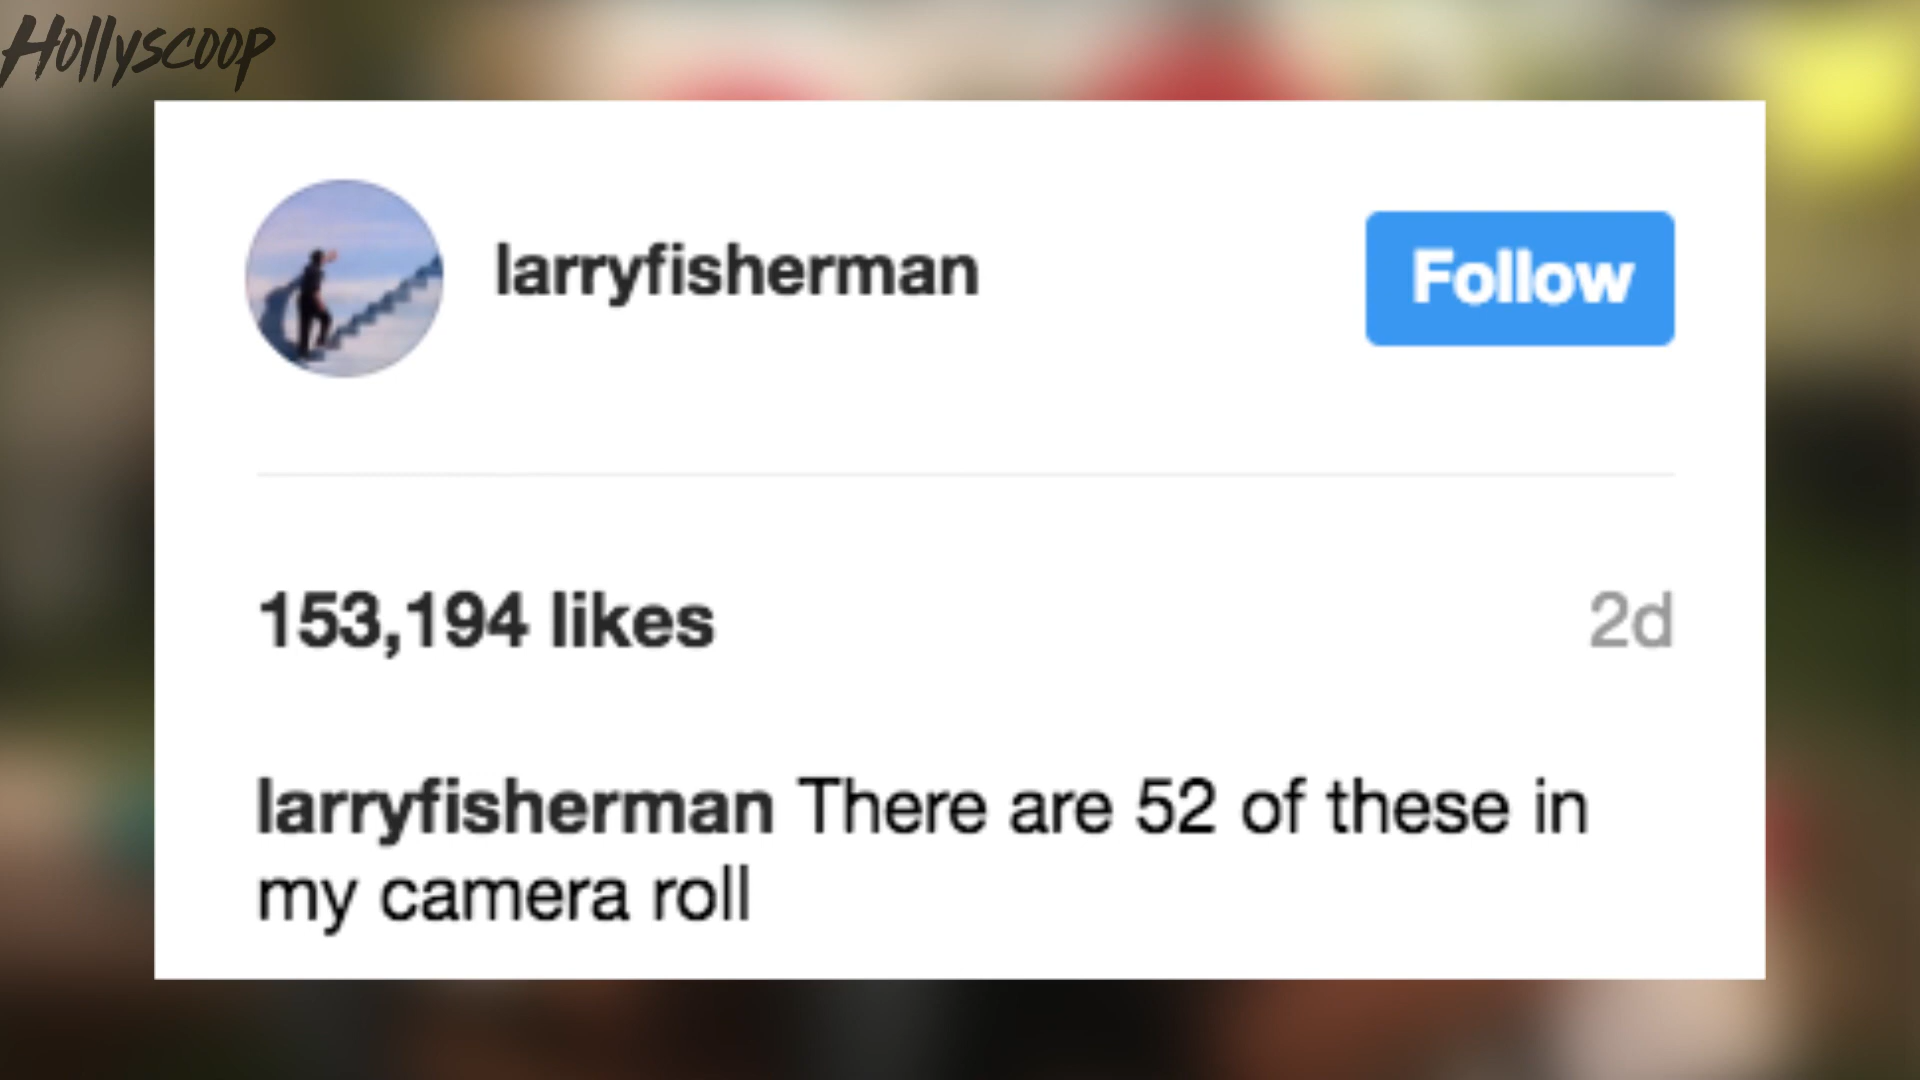 Hollyscoop
larryfisherman
Follow
153,194 likes
2d
larryfisherman There are 52 of these in
my camera roll